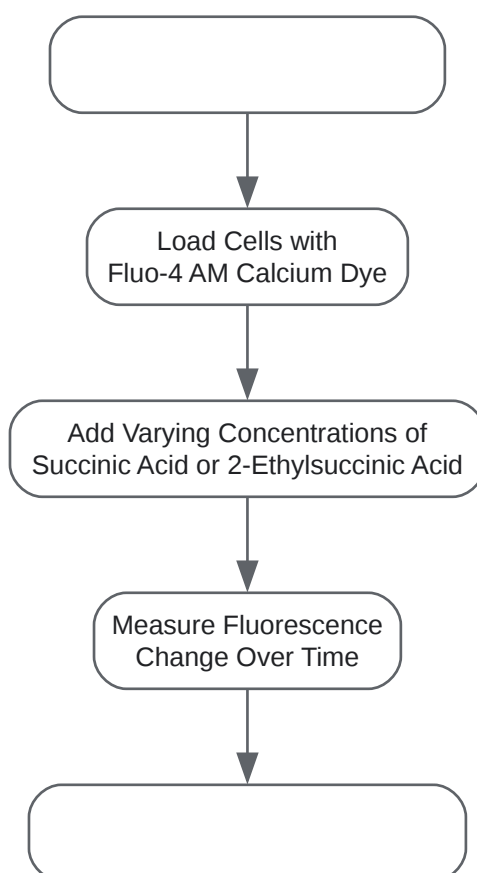 Load Cells with
Fluo-4 AM Calcium Dye
Add Varying Concentrations of
Succinic Acid or 2-Ethylsuccinic Acid
Measure Fluorescence
Change Over Time